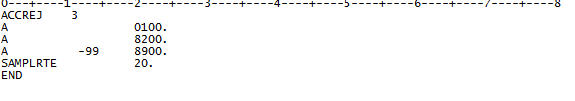 0---+----1----+----2----+----3----+----4----+----5----+----6----+----7----+----8
ACCREJ    3
A                  0100.
A                  8200.
A          -99     8900.
SAMPLRTE           20.
END